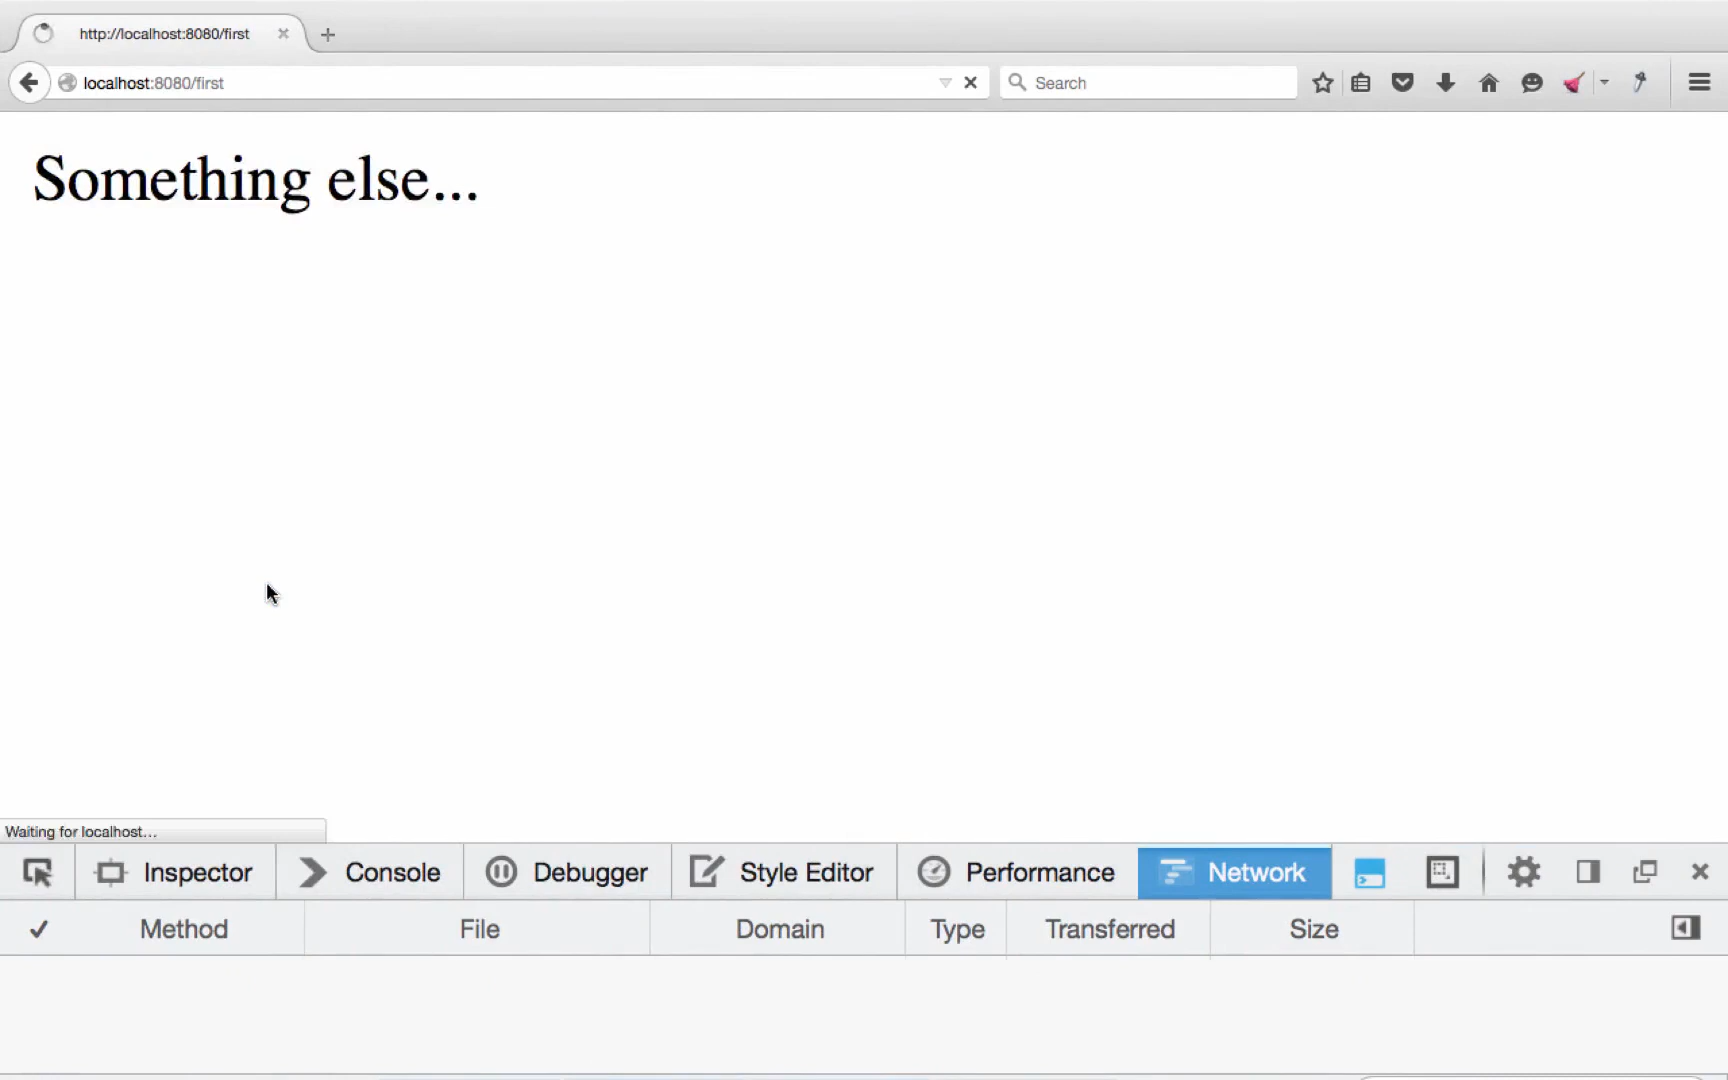 http://localhost:8080/first
localhost:8080/first
Search
Something else...
Waiting for localhost...
Inspector Console Debugger Style Editor Performance Network
Method File Domain Type Transferred Size